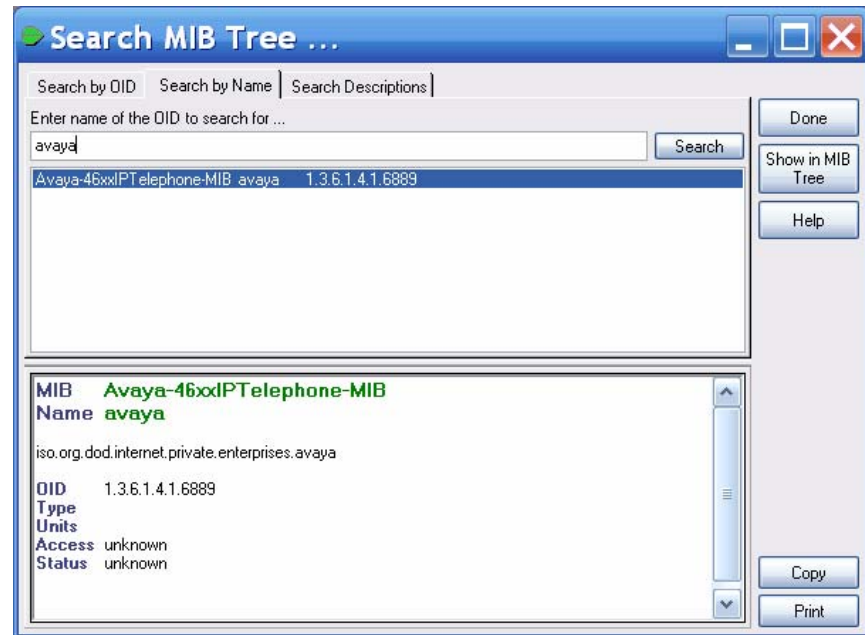 Search MIB Tree ...
Search by OID Search by Name Search Descriptions
Enter name of the OID to search for ...
avaya Search
Avaya-46xxIPTelephone-MIB avaya 1.3.6.1.4.1.6889
Done
Show in MIB
Tree
Help
MIB Avaya-46xxIPTelephone-MIB
Name avaya
iso.org.dod.internet.private.enterprises.avaya
OID 1.3.6.1.4.1.6889
Type
Units
Access unknown
Status unknown
Copy
Print